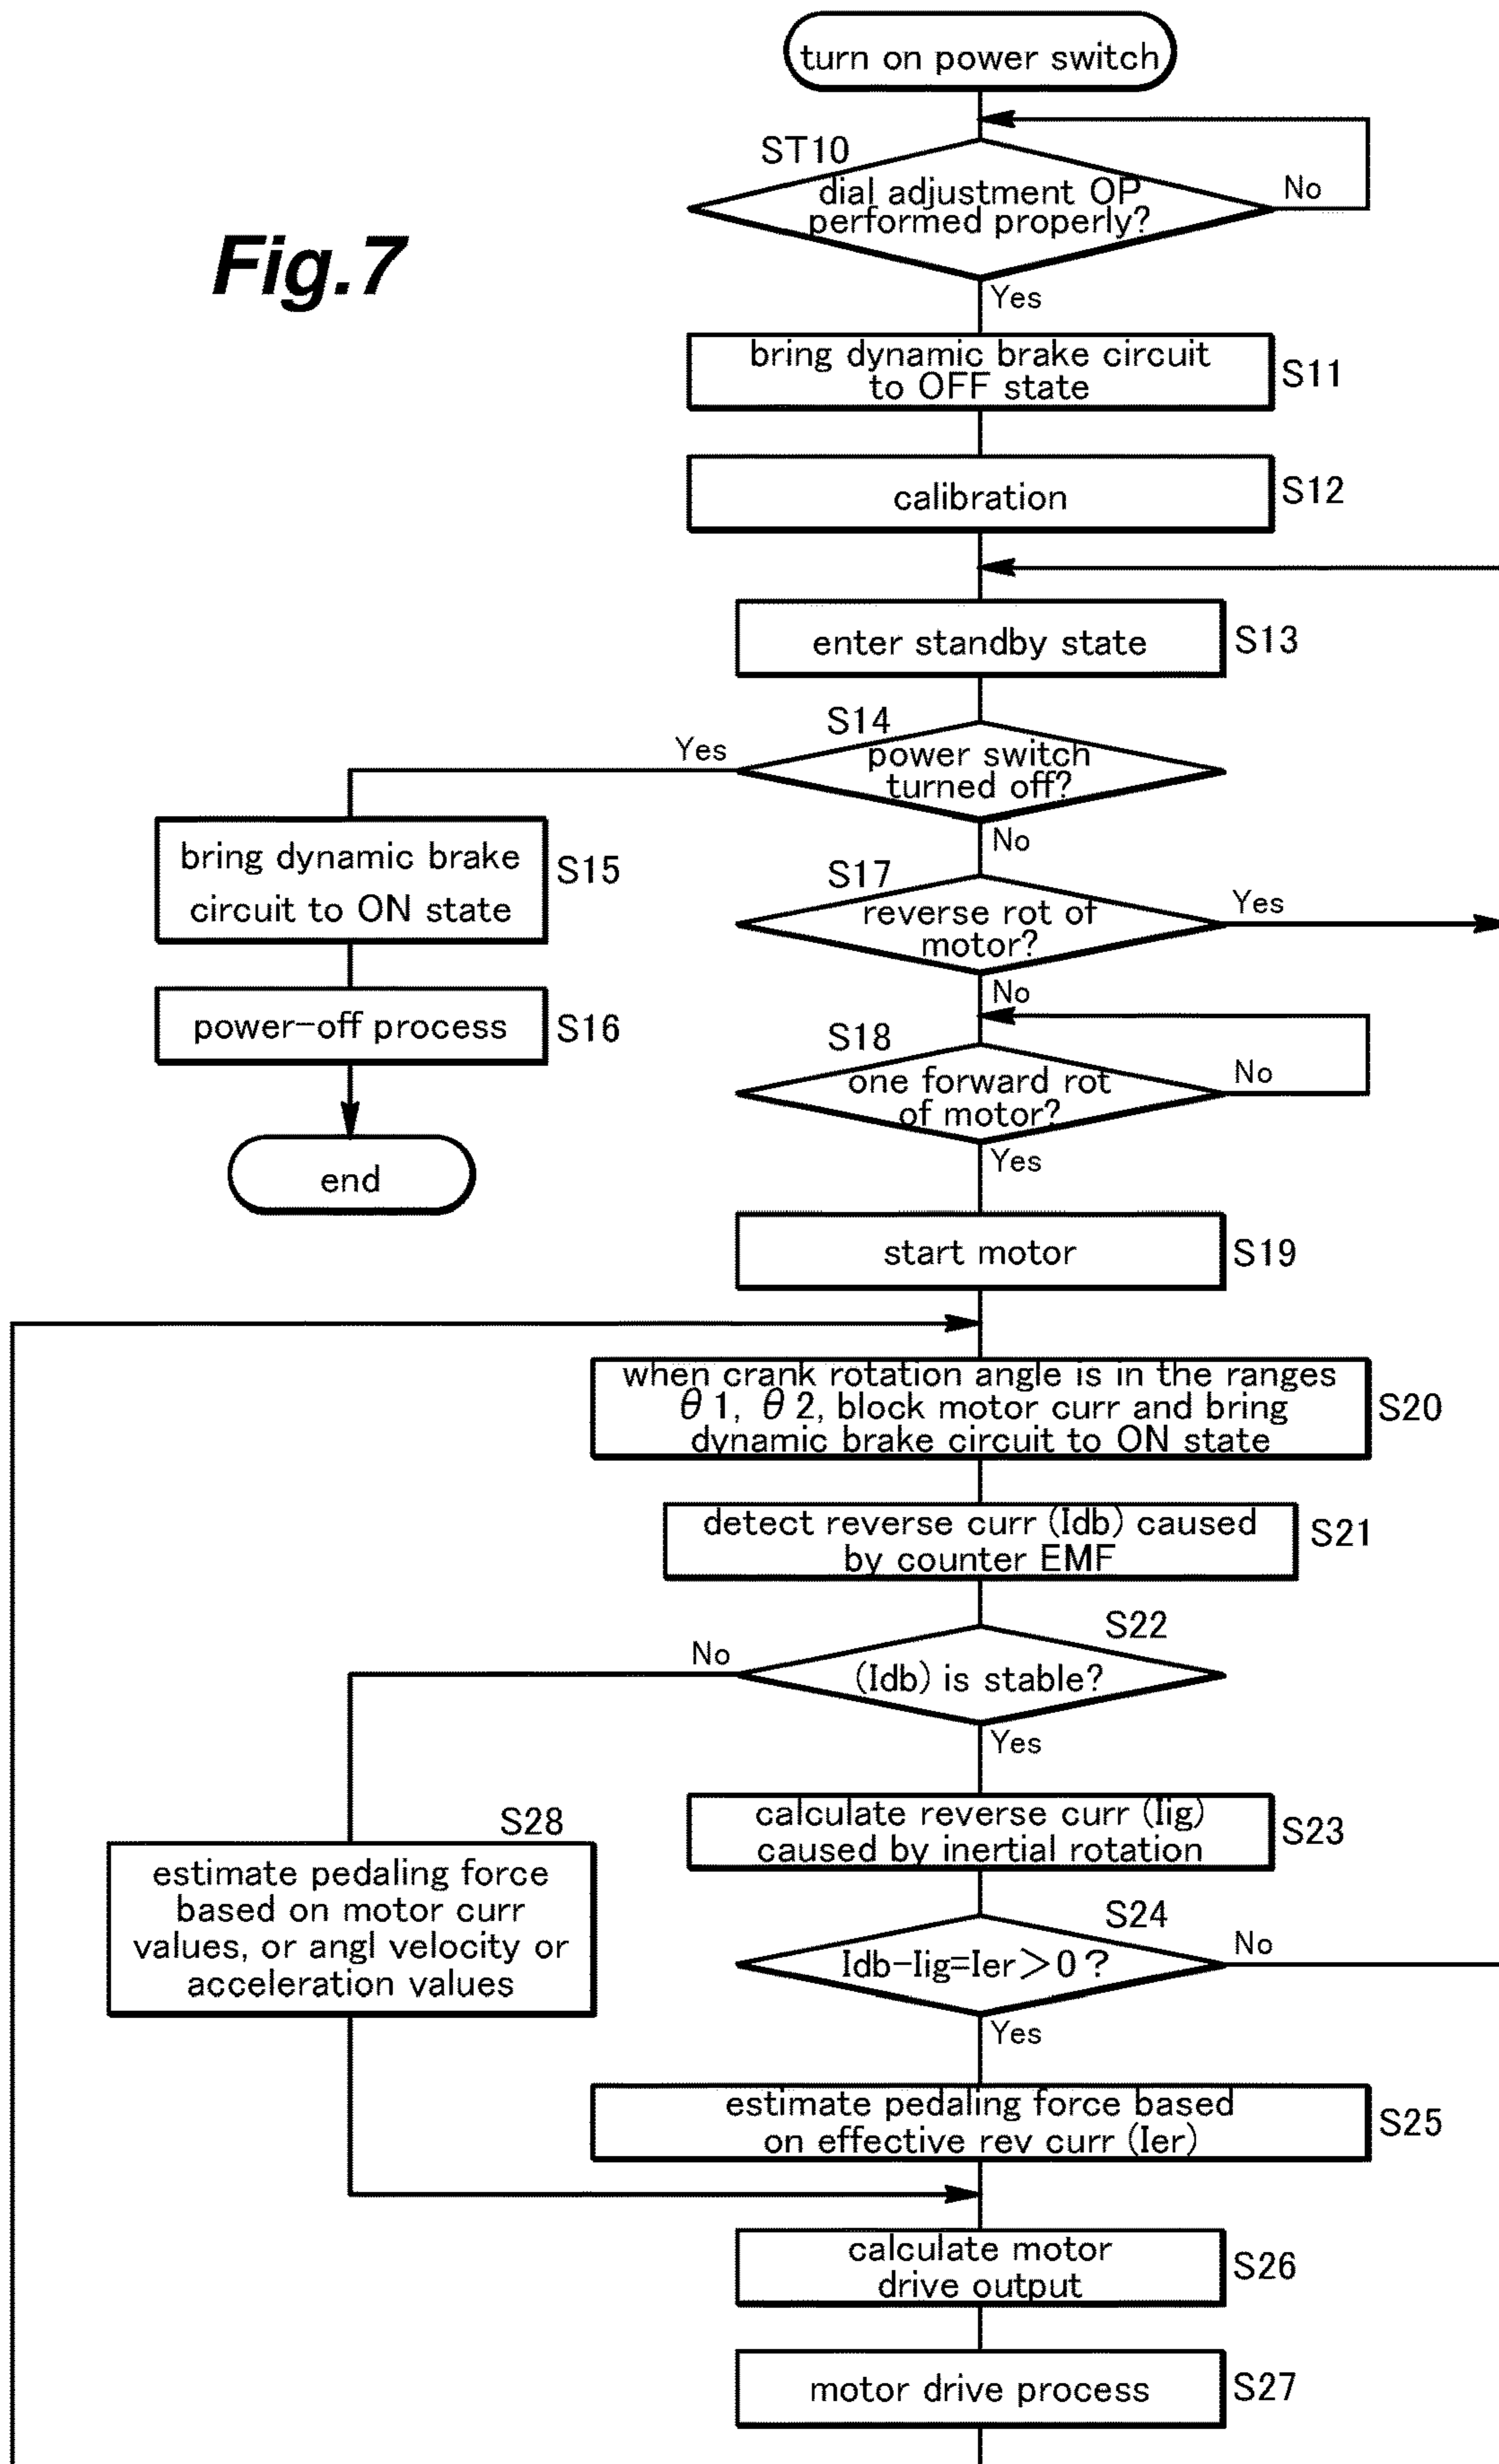 turn on power switch
Fig.7
ST10
dial adjustment OP
performed properly?
No
Yes
bring dynamic brake circuit
to OFF state
S11
calibration
S12
enter standby state
S13
S14
power switch
turned off?
Yes
No
bring dynamic brake
circuit to ON state
S15
S17
reverse rot of
motor?
Yes
No
power-off process
S16
S18
one forward rot
of motor?
No
Yes
end
start motor
S19
when crank rotation angle is in the ranges
θ1, θ2, block motor curr and bring
dynamic brake circuit to ON state
S20
detect reverse curr (Idb) caused
by counter EMF
S21
S22
(Idb) is stable?
No
Yes
calculate reverse curr (Iig)
caused by inertial rotation
S23
S28
estimate pedaling force
based on motor curr
values, or angl velocity or
acceleration values
S24
Idb-Iig=Ier>0?
No
Yes
estimate pedaling force based
on effective rev curr (Ier)
S25
calculate motor
drive output
S26
motor drive process
S27